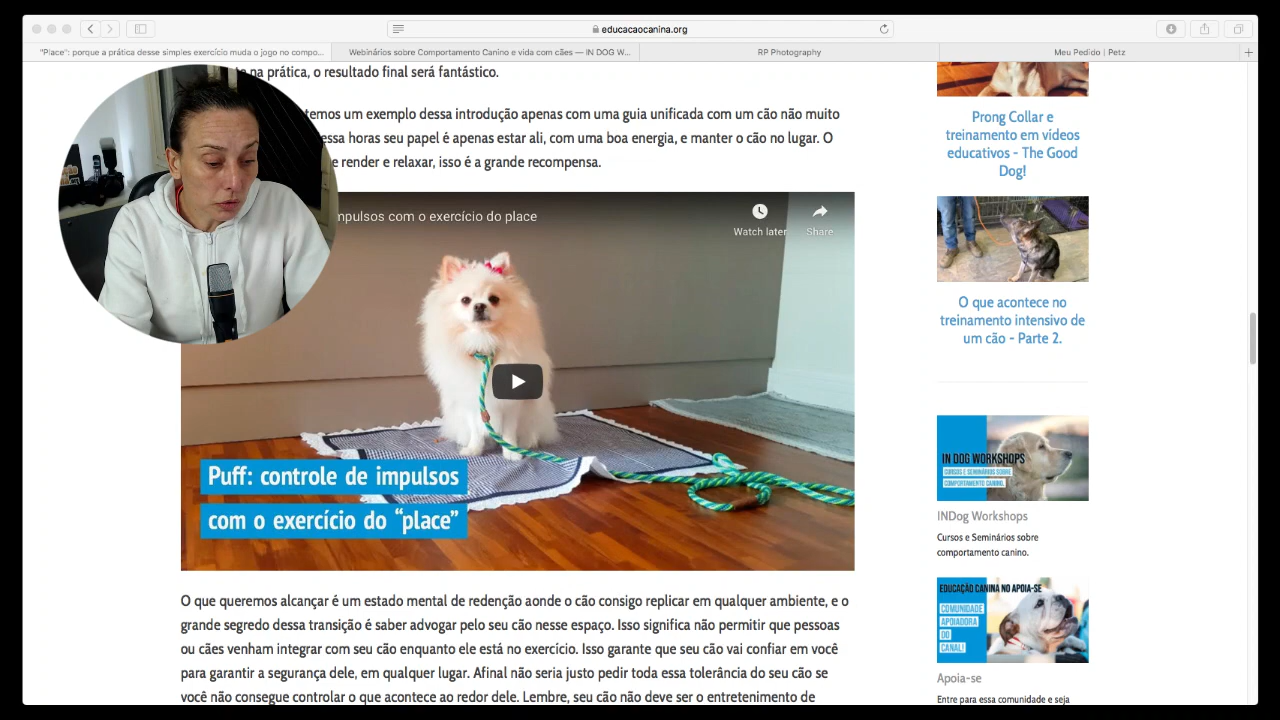 educacaocanina.org
"Place": porque a prática desse simples exercício muda o jogo no compo...
Webinários sobre Comportamento Canino e vida com cães — IN DOG W...
RP Photography
Meu Pedido | Petz
na prática, o resultado final será fantástico.
temos um exemplo dessa introdução apenas com uma guia unificada com um cão não muito
essa horas seu papel é apenas estar ali, com uma boa energia, e manter o cão no lugar. O
e render e relaxar, isso é a grande recompensa.
mpulsos com o exercício do place
Watch later
Share
Puff: controle de impulsos
com o exercício do “place”
O que queremos alcançar é um estado mental de redenção aonde o cão consigo replicar em qualquer ambiente, e o
grande segredo dessa transição é saber advogar pelo seu cão nesse espaço. Isso significa não permitir que pessoas
ou cães venham integrar com seu cão enquanto ele está no exercício. Isso garante que seu cão vai confiar em você
para garantir a segurança dele, em qualquer lugar. Afinal não seria justo pedir toda essa tolerância do seu cão se
você não consegue controlar o que acontece ao redor dele. Lembre, seu cão não deve ser o entretenimento de
Prong Collar e
treinamento em vídeos
educativos - The Good
Dog!
O que acontece no
treinamento intensivo de
um cão - Parte 2.
IN DOG WORKSHOPS
CURSOS E SEMINÁRIOS SOBRE
COMPORTAMENTO CANINO.
INDog Workshops
Cursos e Seminários sobre
comportamento canino.
EDUCAÇÃO CANINA NO APOIA-SE
COMUNIDADE
APOIADORA
DO
CANAL!
Apoia-se
Entre para essa comunidade e seja